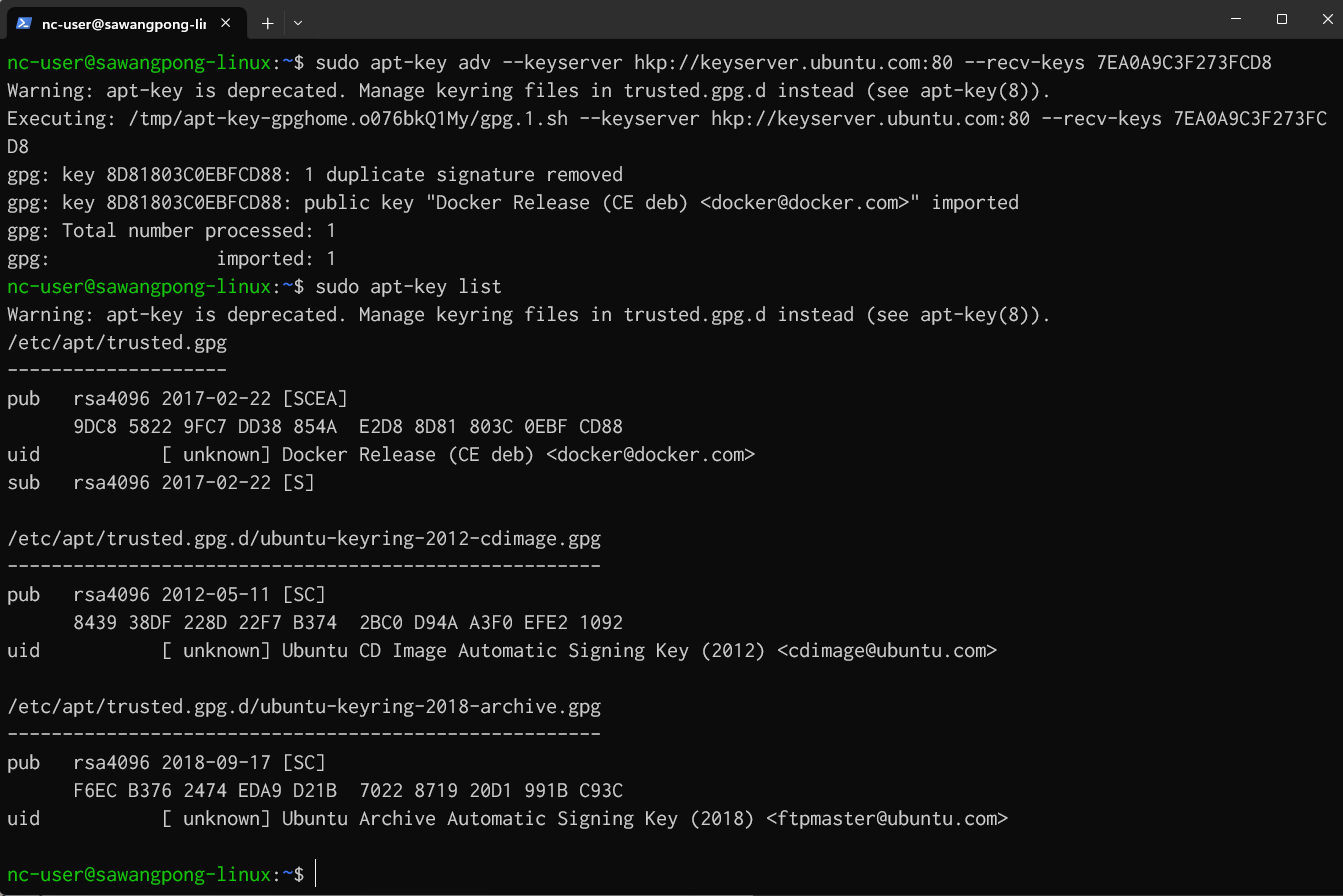 nc-user@sawangpong-lin
nc-user@sawangpong-linux:~$ sudo apt-key adv --keyserver hkp://keyserver.ubuntu.com:80 --recv-keys 7EA0A9C3F273FCD8
Warning: apt-key is deprecated. Manage keyring files in trusted.gpg.d instead (see apt-key(8)).
Executing: /tmp/apt-key-gpghome.o076bkQ1My/gpg.1.sh --keyserver hkp://keyserver.ubuntu.com:80 --recv-keys 7EA0A9C3F273FC
D8
gpg: key 8D81803C0EBFCD88: 1 duplicate signature removed
gpg: key 8D81803C0EBFCD88: public key "Docker Release (CE deb) <docker@docker.com>" imported
gpg: Total number processed: 1
gpg:               imported: 1
nc-user@sawangpong-linux:~$ sudo apt-key list
Warning: apt-key is deprecated. Manage keyring files in trusted.gpg.d instead (see apt-key(8)).
/etc/apt/trusted.gpg
--------------------
pub   rsa4096 2017-02-22 [SCEA]
      9DC8 5822 9FC7 DD38 854A  E2D8 8D81 803C 0EBF CD88
uid           [ unknown] Docker Release (CE deb) <docker@docker.com>
sub   rsa4096 2017-02-22 [S]

/etc/apt/trusted.gpg.d/ubuntu-keyring-2012-cdimage.gpg
------------------------------------------------------
pub   rsa4096 2012-05-11 [SC]
      8439 38DF 228D 22F7 B374  2BC0 D94A A3F0 EFE2 1092
uid           [ unknown] Ubuntu CD Image Automatic Signing Key (2012) <cdimage@ubuntu.com>

/etc/apt/trusted.gpg.d/ubuntu-keyring-2018-archive.gpg
------------------------------------------------------
pub   rsa4096 2018-09-17 [SC]
      F6EC B376 2474 EDA9 D21B  7022 8719 20D1 991B C93C
uid           [ unknown] Ubuntu Archive Automatic Signing Key (2018) <ftpmaster@ubuntu.com>

nc-user@sawangpong-linux:~$